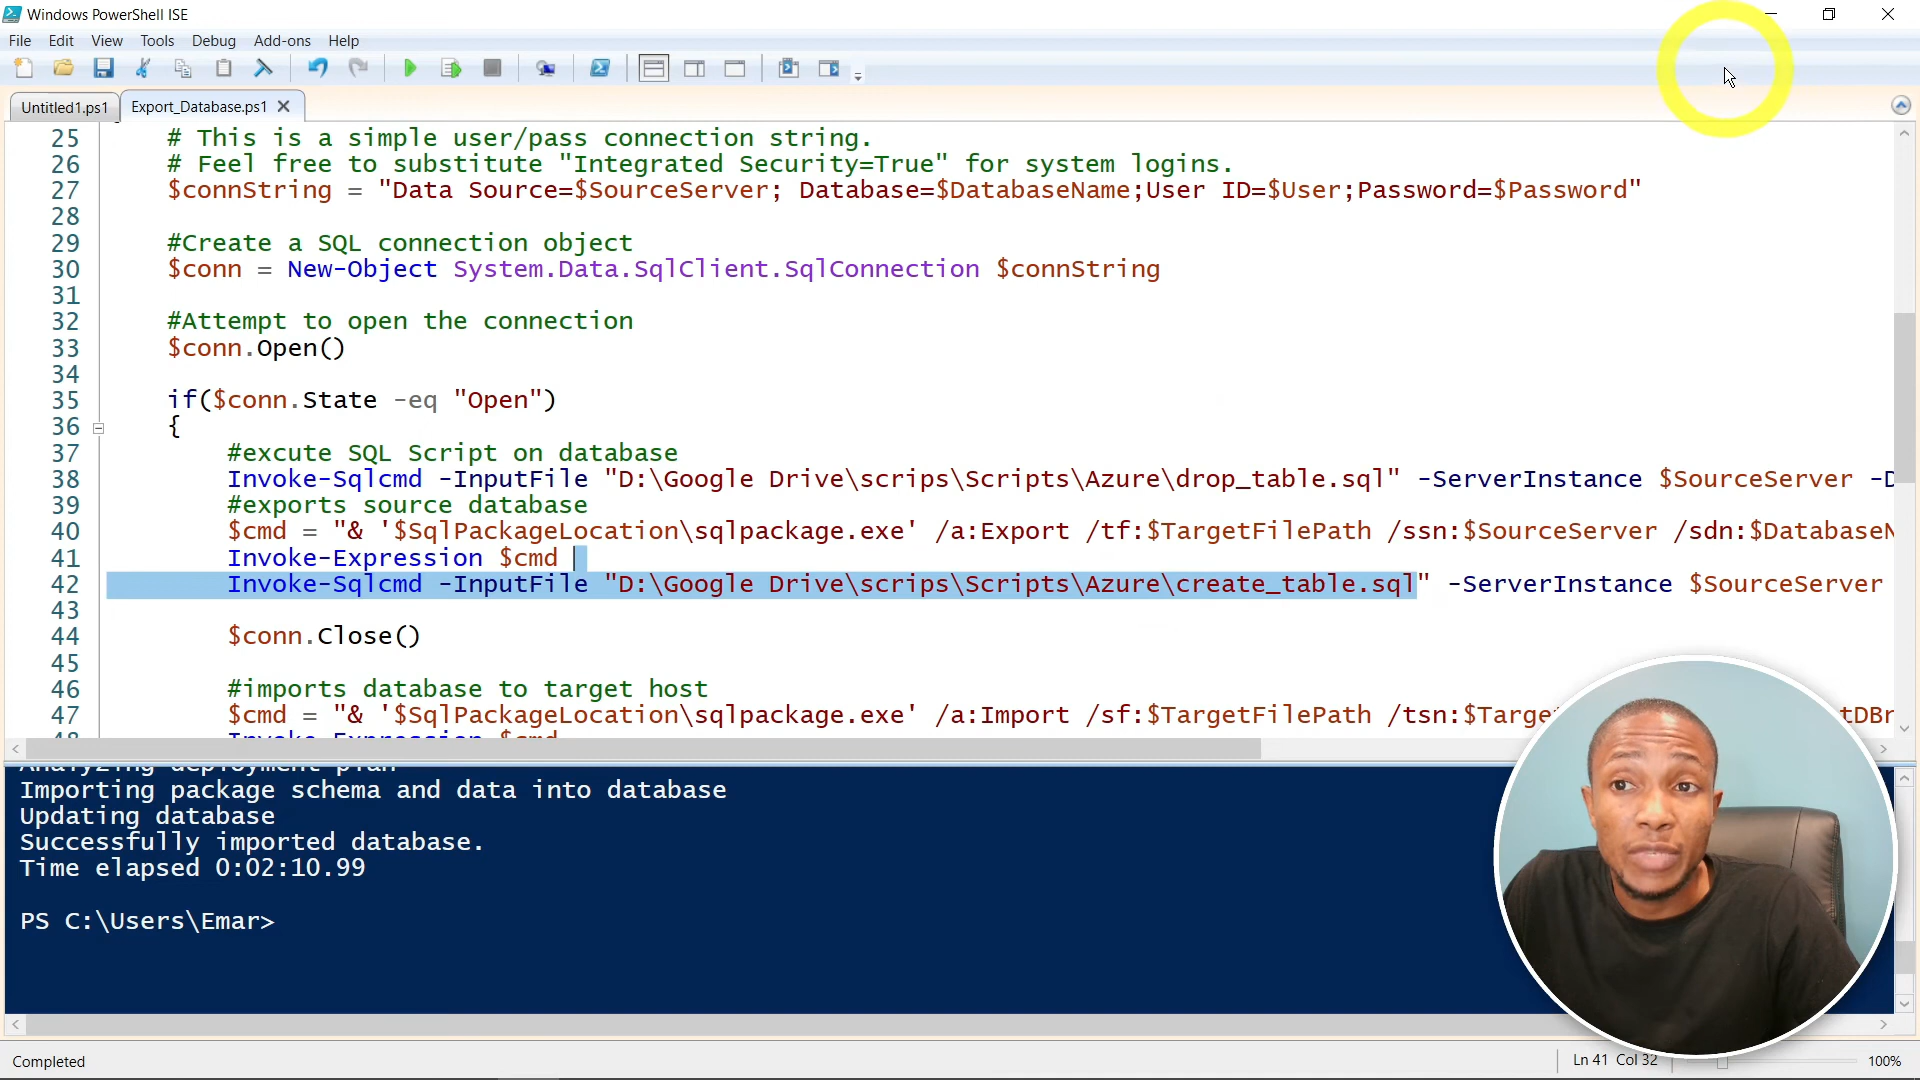 Windows PowerShell ISE
File Edit View Tools Debug Add-ons Help
Untitled1.ps1 Export_Database.ps1
25 # This is a simple user/pass connection string.
26 # Feel free to substitute "Integrated Security=True" for system logins.
27 $connString = "Data Source=$SourceServer; Database=$DatabaseName;User ID=$User;Password=$Password"
28
29 #Create a SQL connection object
30 $conn = New-Object System.Data.SqlClient.SqlConnection $connString
31
32 #Attempt to open the connection
33 $conn.Open()
34
35 if($conn.State -eq "Open")
36 {
37 #excute SQL Script on database
38 Invoke-Sqlcmd -InputFile "D:\Google Drive\scrips\Scripts\Azure\drop_table.sql" -ServerInstance $SourceServer -D
39 #exports source database
40 $cmd = "& '$SqlPackageLocation\sqlpackage.exe' /a:Export /tf:$TargetFilePath /ssn:$SourceServer /sdn:$DatabaseN
41 Invoke-Expression $cmd
42 Invoke-Sqlcmd -InputFile "D:\Google Drive\scrips\Scripts\Azure\create_table.sql" -ServerInstance $SourceServer
43
44 $conn.Close()
45
46 #imports database to target host
47 $cmd = "& '$SqlPackageLocation\sqlpackage.exe' /a:Import /sf:$TargetFilePath /tsn:$Targe tDBr
48 Invoke-Expression $cmd
Analyzing deployment plan
Importing package schema and data into database
Updating database
Successfully imported database.
Time elapsed 0:02:10.99
PS C:\Users\Emar>
Completed Ln 41 Col 32 100%